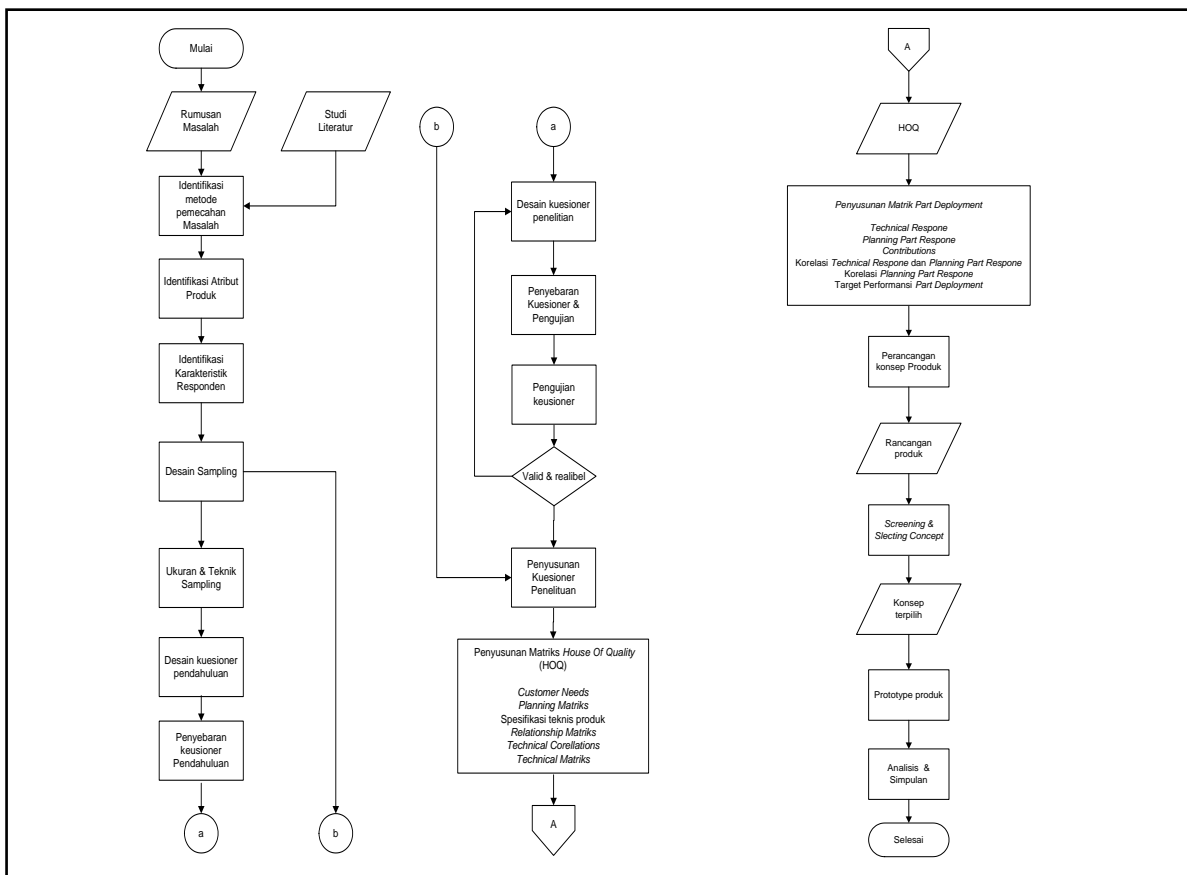 Mulai
Rumusan
Masalah
Studi
Literatur
Identifikasi
metode
pemecahan
Masalah
Identifikasi Atribut
Produk
Identifikasi
Karakteristik
Responden
Desain Sampling
Ukuran & Teknik
Sampling
Desain kuesioner
pendahuluan
Penyebaran
keusioner
Pendahuluan
a
b
b
a
Desain kuesioner
penelitian
Penyebaran
Kuesioner &
Pengujian
Pengujian
keusioner
Valid & realibel
Penyusunan
Kuesioner
Penelituan
Penyusunan Matriks House Of Quality
(HOQ)
Customer Needs
Planning Matriks
Spesifikasi teknis produk
Relationship Matriks
Technical Corellations
Technical Matriks
A
A
HOQ
Penyusunan Matrik Part Deployment
Technical Respone
Planning Part Respone
Contributions
Korelasi Technical Respone dan Planning Part Respone
Korelasi Planning Part Respone
Target Performansi Part Deployment
Perancangan
konsep Prooduk
Rancangan
produk
Screening &
Slecting Concept
Konsep
terpilih
Prototype produk
Analisis &
Simpulan
Selesai